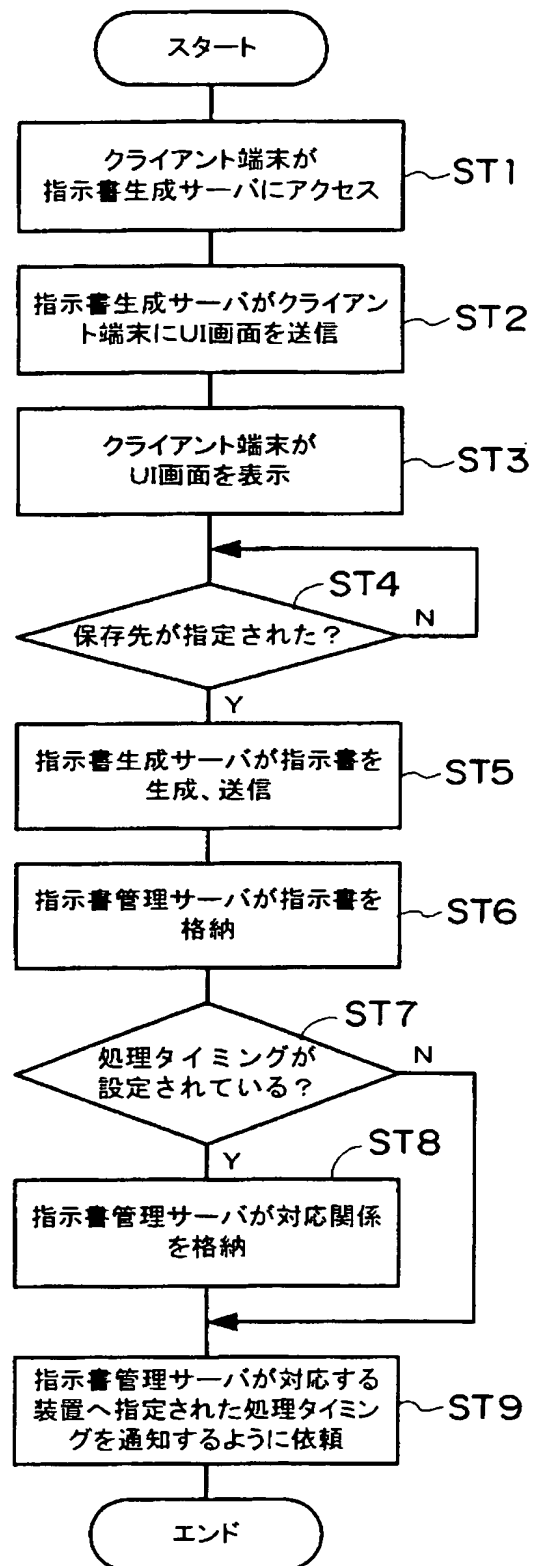 スタート
クライアント端末が
指示書生成サーバにアクセス
ST1
指示書生成サーバがクライアン
ト端末にUI画面を送信
ST2
クライアント端末が
UI画面を表示
ST3
ST4
保存先が指定された?
N
Y
指示書生成サーバが指示書を
生成、送信
ST5
指示書管理サーバが指示書を
格納
ST6
ST7
処理タイミングが
設定されている?
N
Y
ST8
指示書管理サーバが対応関係
を格納
指示書管理サーバが対応する
装置へ指定された処理タイミン
グを通知するように依頼
ST9
エンド